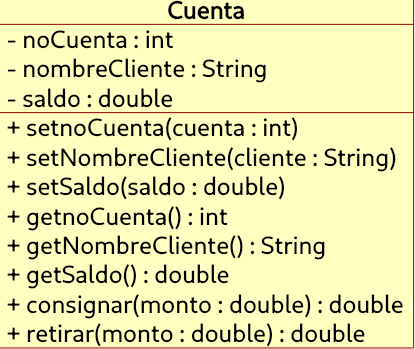 Cuenta
- noCuenta : int
- nombreCliente : String
- saldo : double
+ setnoCuenta(cuenta : int)
+ setNombreCliente(cliente : String)
+ setSaldo(saldo : double)
+ getnoCuenta() : int
+ getNombreCliente() : String
+ getSaldo() : double
+ consignar(monto : double) : double
+ retirar(monto : double) : double